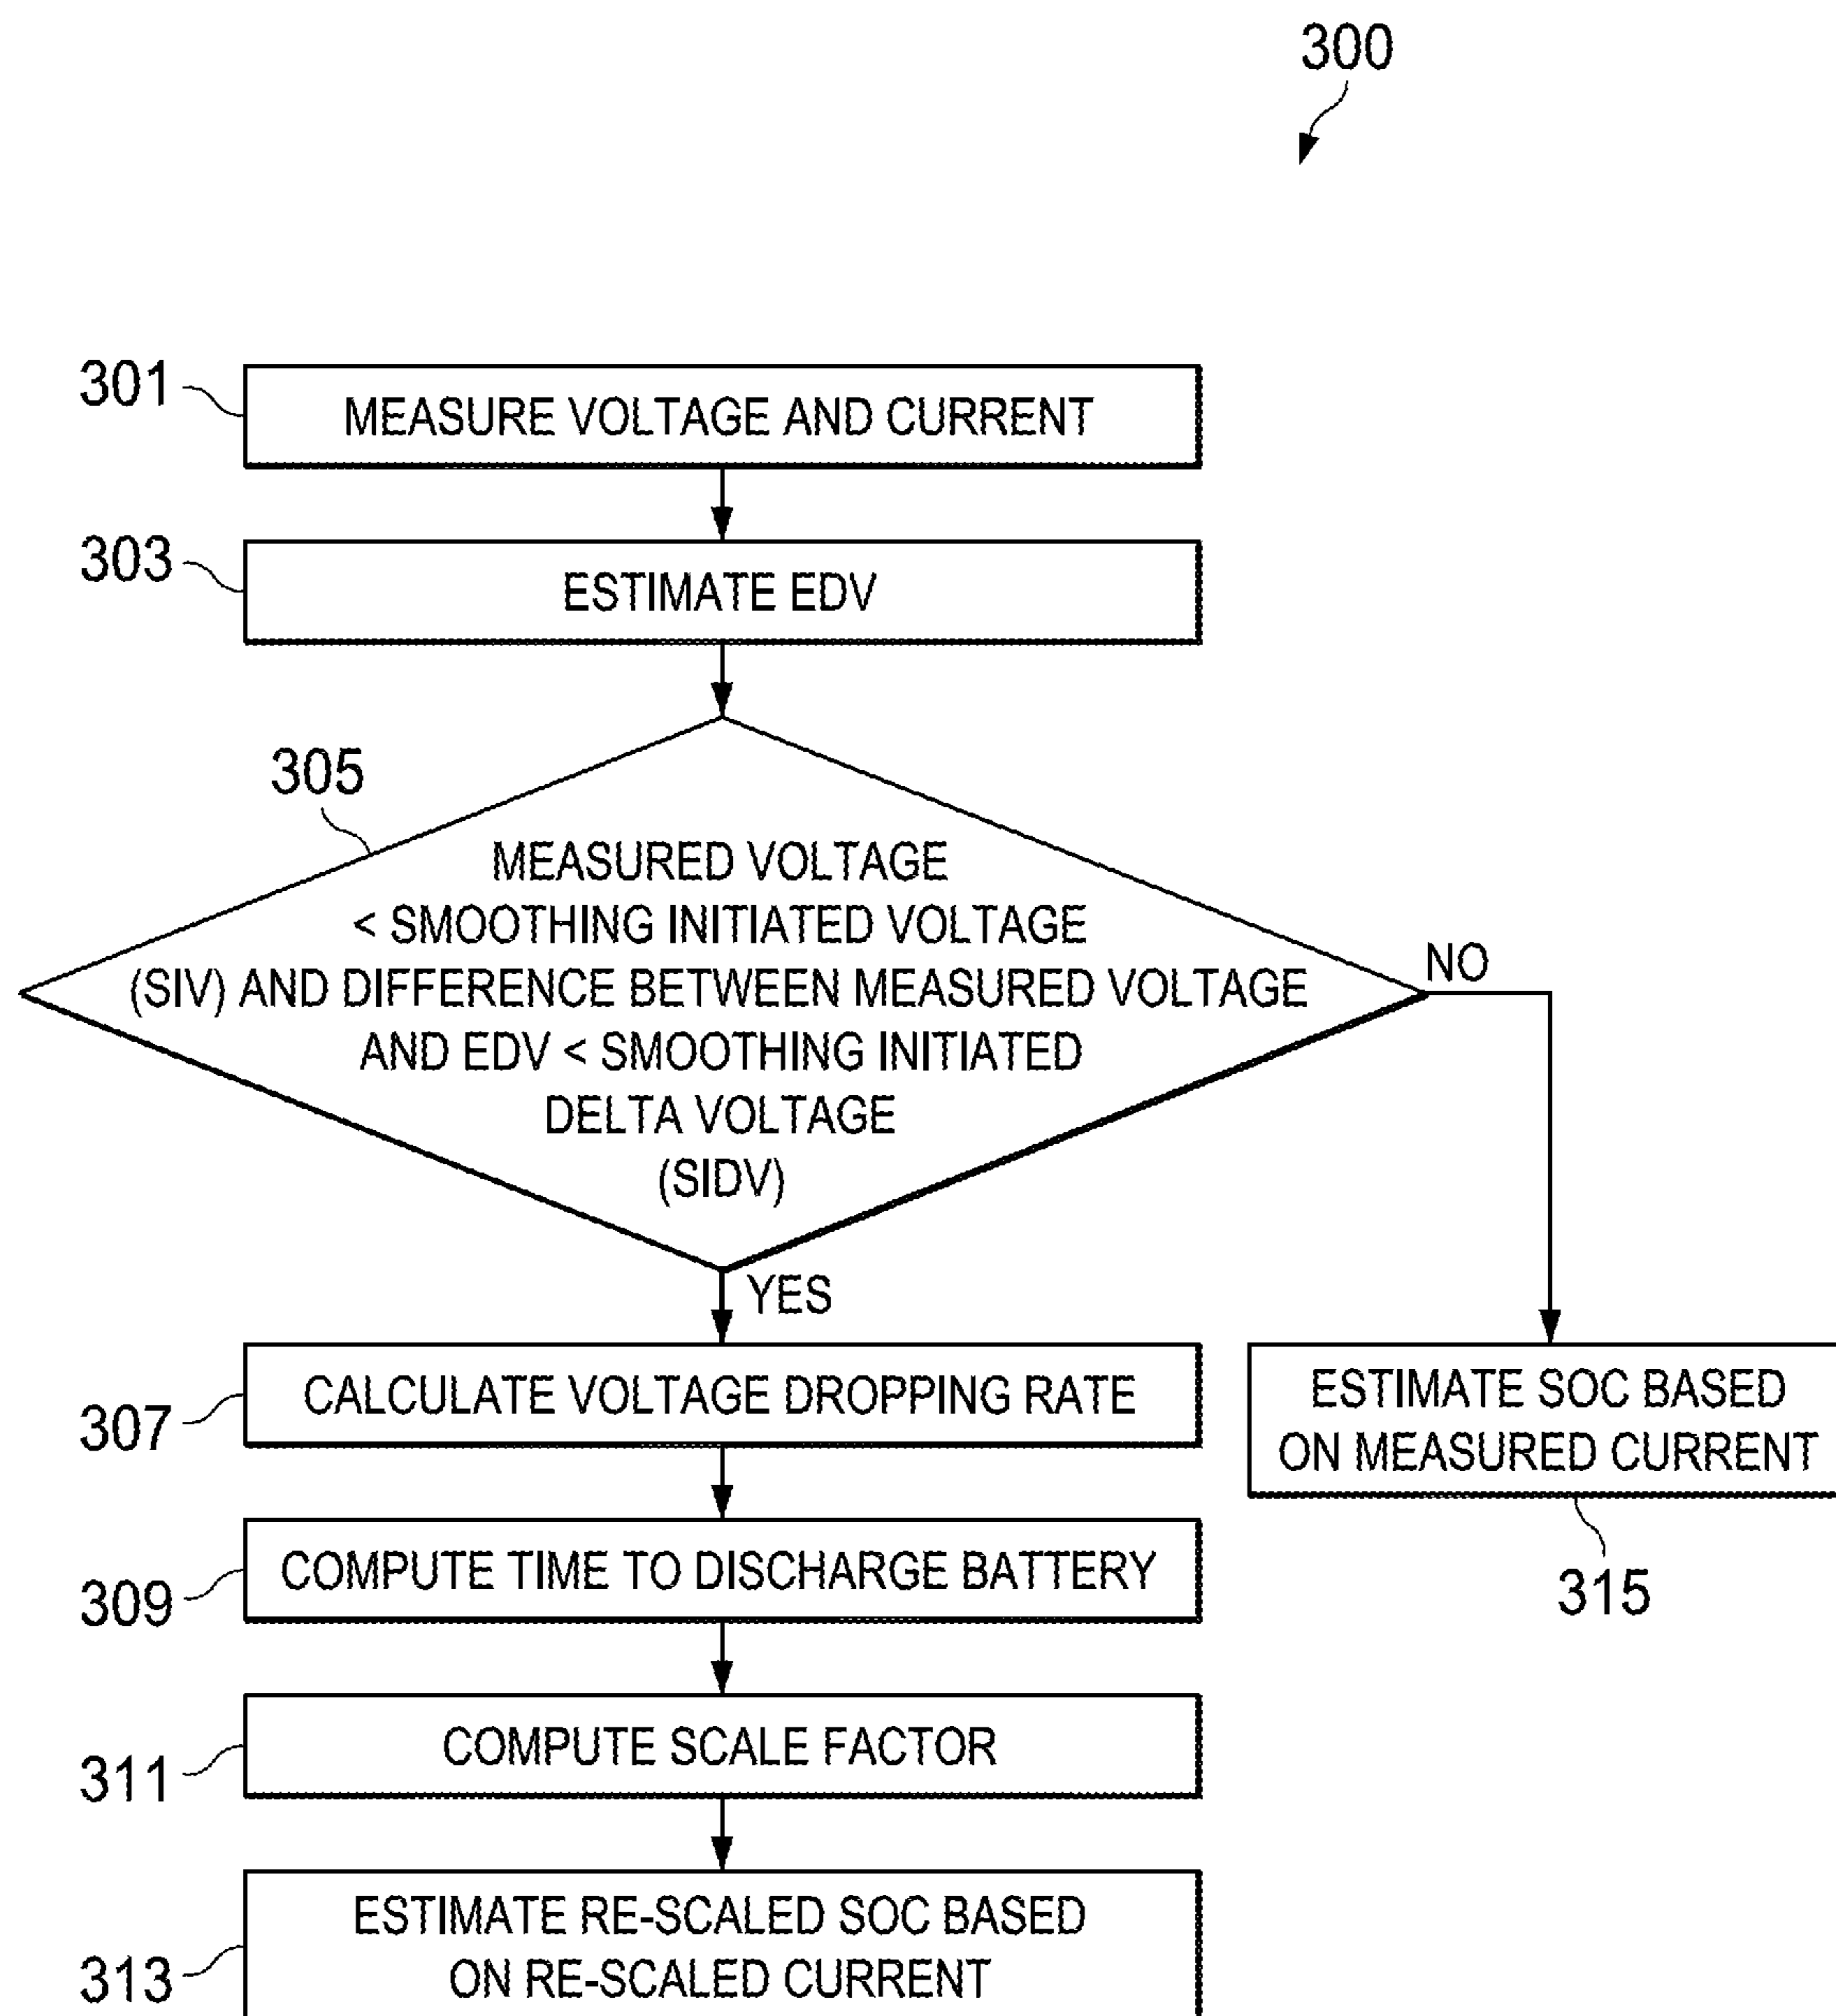 300
301
MEASURE VOLTAGE AND CURRENT
303
ESTIMATE EDV
305
MEASURED VOLTAGE
< SMOOTHING INITIATED VOLTAGE
(SIV) AND DIFFERENCE BETWEEN MEASURED VOLTAGE
AND EDV < SMOOTHING INITIATED
DELTA VOLTAGE
(SIDV)
NO
YES
307
CALCULATE VOLTAGE DROPPING RATE
ESTIMATE SOC BASED
ON MEASURED CURRENT
315
309
COMPUTE TIME TO DISCHARGE BATTERY
311
COMPUTE SCALE FACTOR
313
ESTIMATE RE-SCALED SOC BASED
ON RE-SCALED CURRENT